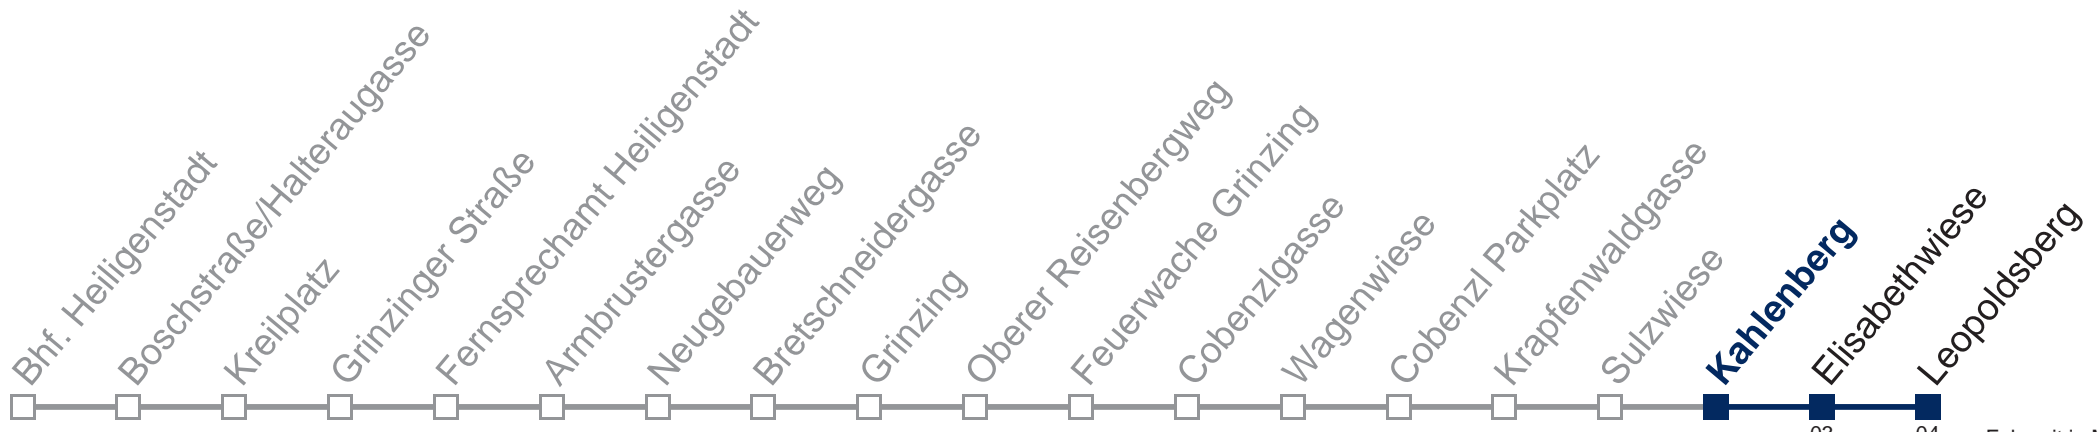 Bhf. Heiligenstadt
Boschstraße/Halteraugasse
Kreilplatz
Grinzinger Straße
Fernsprechamt Heiligenstadt
Armbrustergasse
Neugebauerweg
Bretschneidergasse
Grinzing
Oberer Reisenbergweg
Feuerwache Grinzing
Cobenzlgasse
Wagenwiese
Cobenzl Parkplatz
Krapfenwaldgasse
Sulzwiese
Kahlenberg
Elisabethwiese
Leopoldsberg